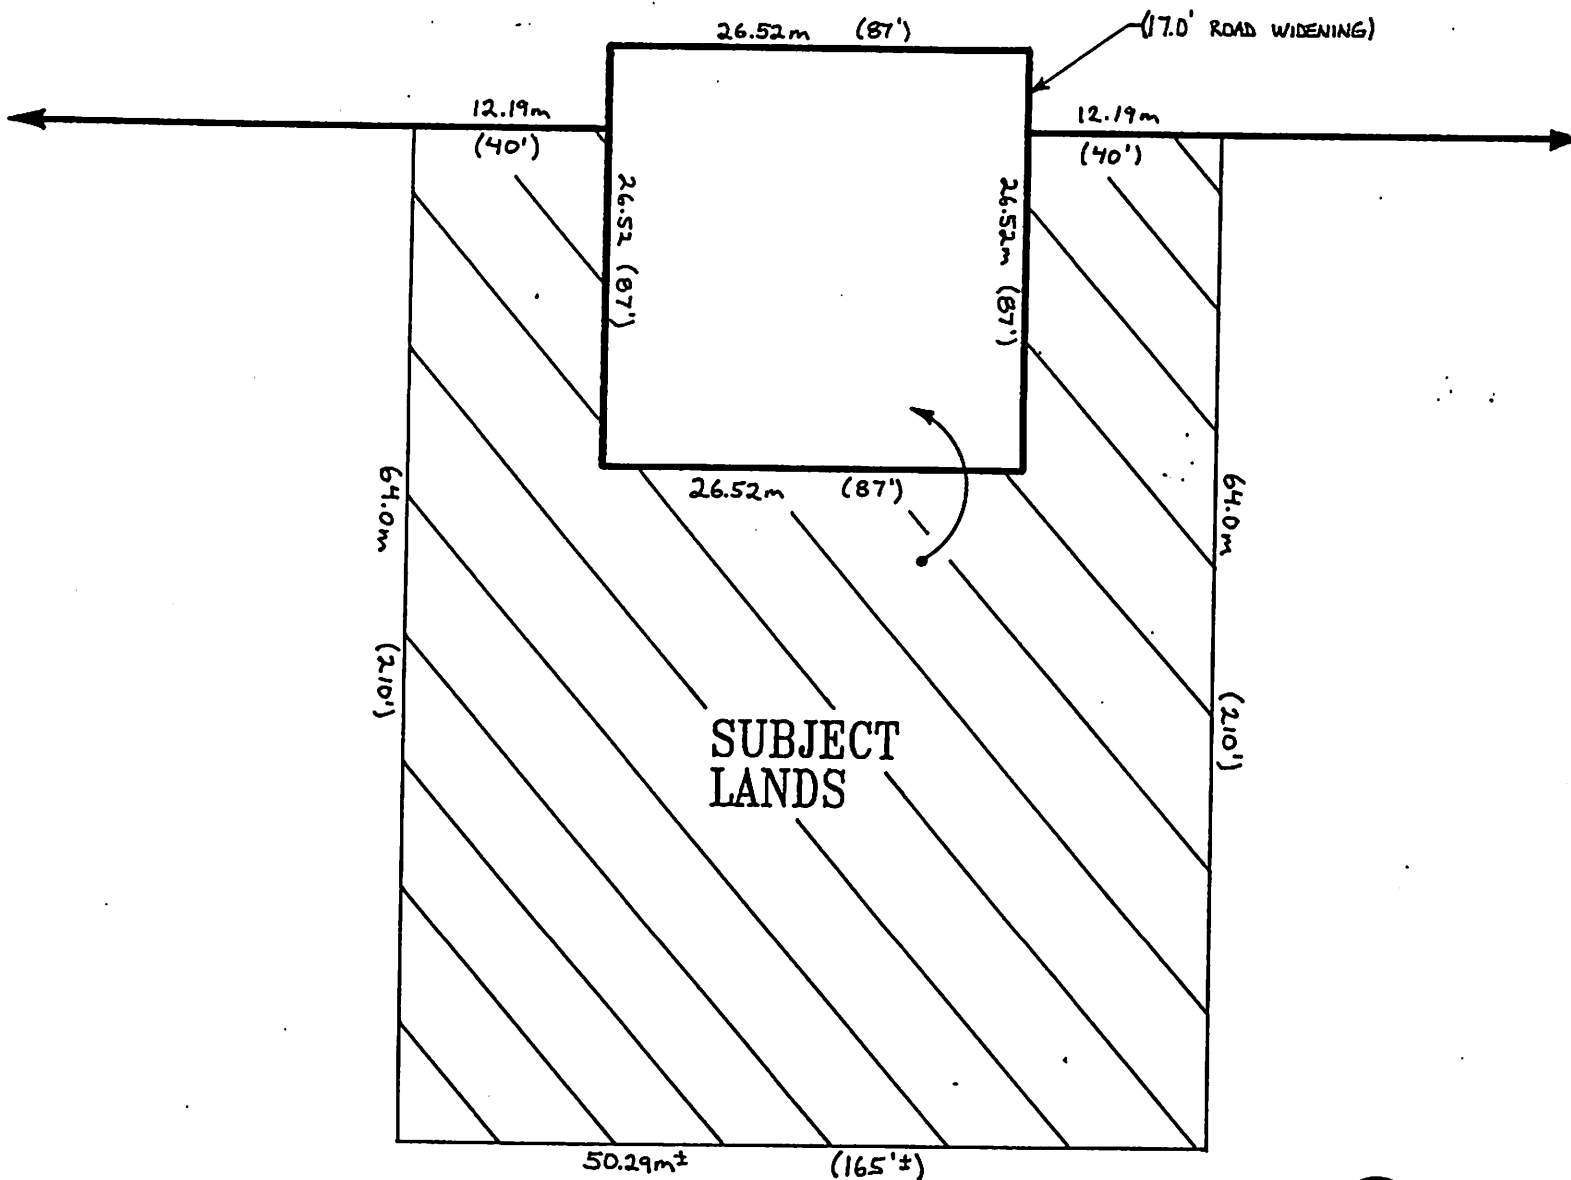 26.52m (87')
(17.0' ROAD WIDENING)
12.19m
(40')
12.19m
(40')
26.52 (87')
26.52m (87')
26.52m (87')
64.0m (210')
64.0m (210')
SUBJECT
LANDS
50.29m± (165'±)